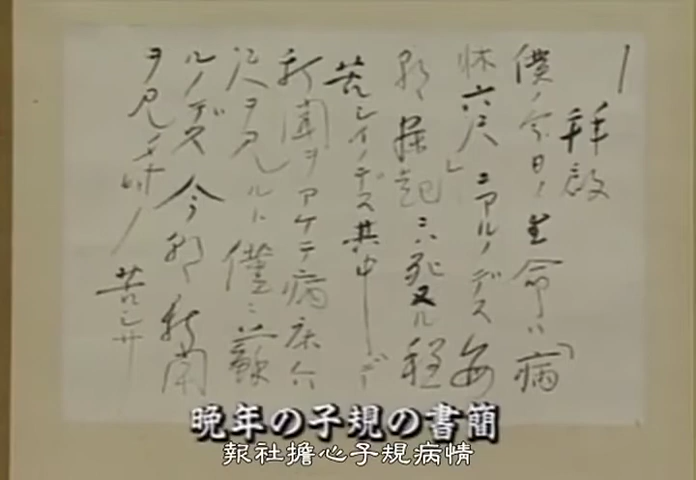 拝啓
僕ノ今日ノ生命ハ「病
牀六尺」ニアルノデス毎
朝寐起ニハ死ヌル程
苦シイノデス其中デ
新聞ヲアケテ病床六
尺ヲ見ルト僅ニ蘇
ルノデス今朝新聞
ヲ見タ時ノ苦シサ
晩年の子規の書簡
報社擔心子規病情